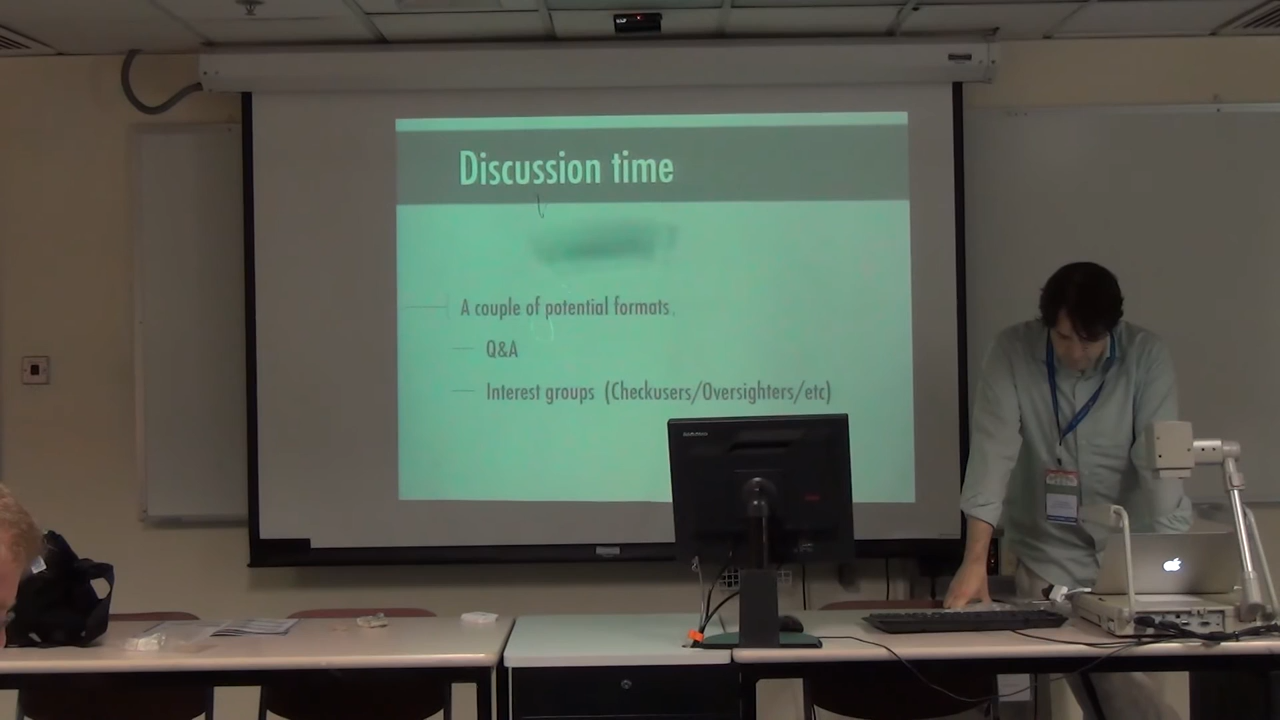 Discussion time
A couple of potential formats.
Q&A
Interest groups (Checkusers/Oversighters/etc)